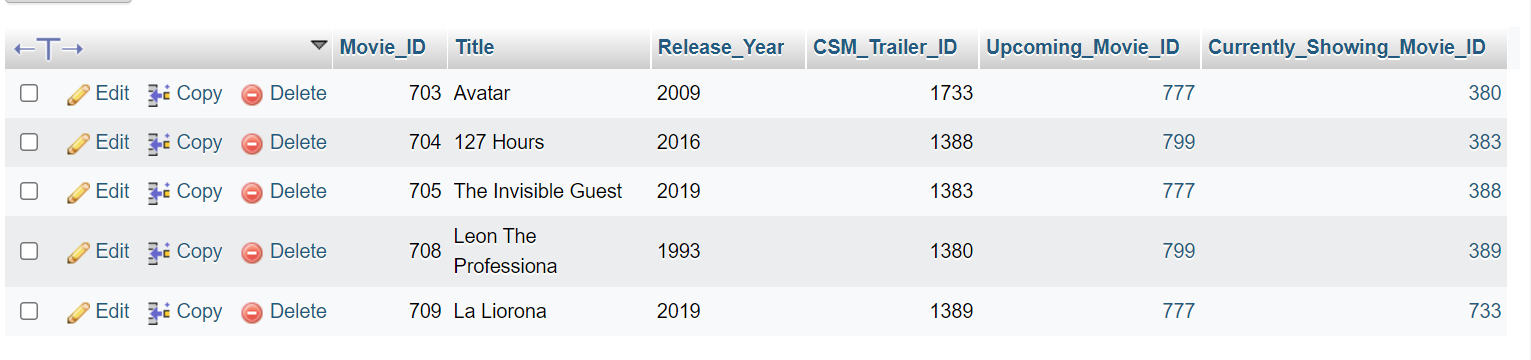 ←T→ Movie_ID Title Release_Year CSM_Trailer_ID Upcoming_Movie_ID Currently_Showing_Movie_ID
Edit Copy Delete 703 Avatar 2009 1733 777 380
Edit Copy Delete 704 127 Hours 2016 1388 799 383
Edit Copy Delete 705 The Invisible Guest 2019 1383 777 388
Edit Copy Delete 708 Leon The 1993 1380 799 389
Professiona
Edit Copy Delete 709 La Liorona 2019 1389 777 733